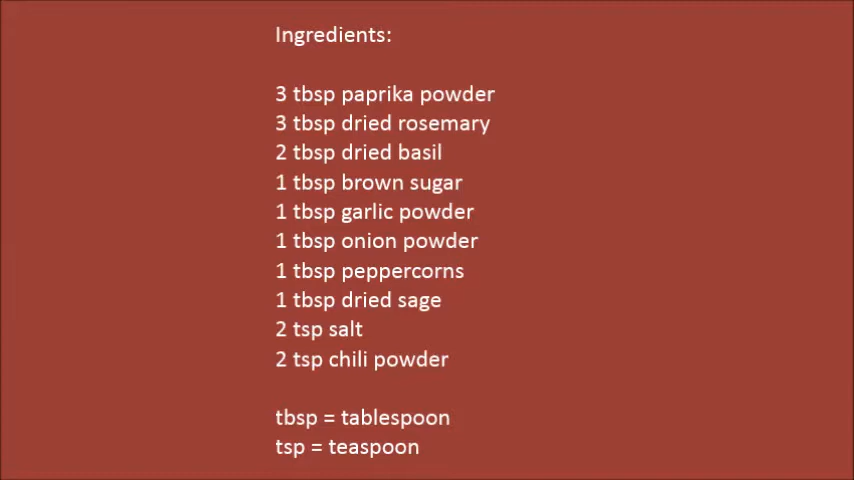 Ingredients:
3 tbsp paprika powder
3 tbsp dried rosemary
2 tbsp dried basil
1 tbsp brown sugar
1 tbsp garlic powder
1 tbsp onion powder
1 tbsp peppercorns
1 tbsp dried sage
2 tsp salt
2 tsp chili powder
tbsp = tablespoon
tsp = teaspoon